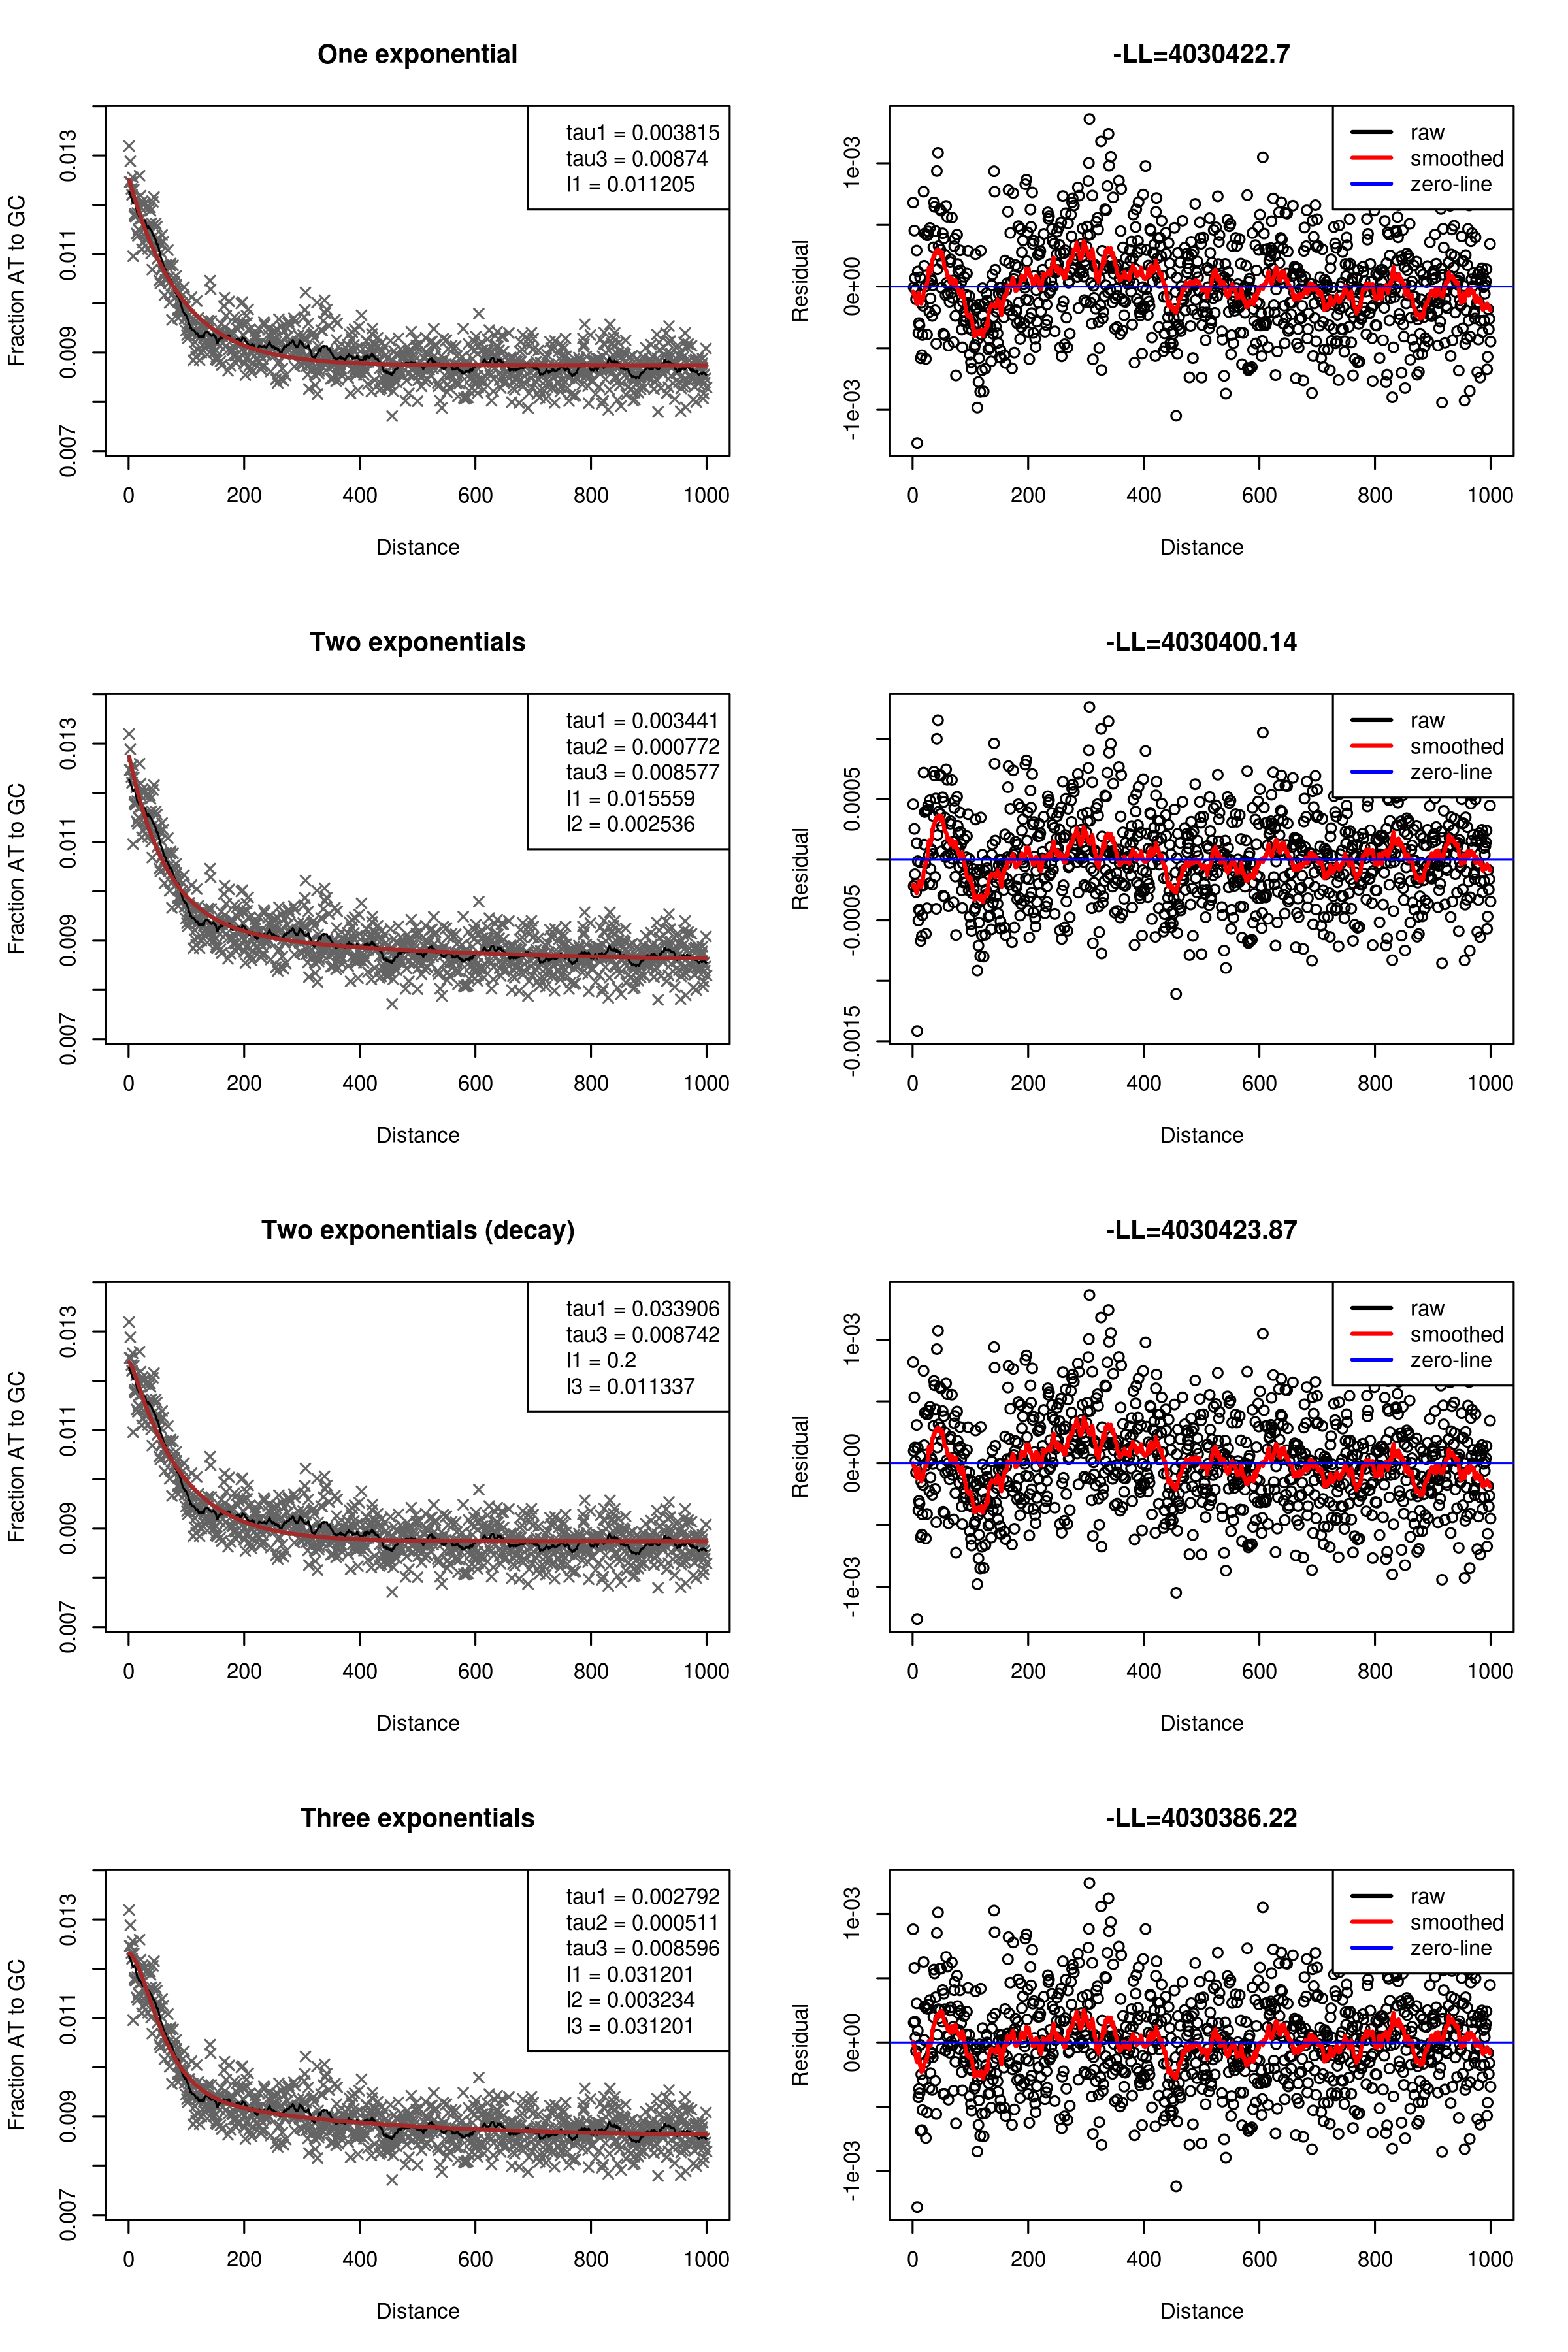 One exponential
-LL=4030422.7
Fraction AT to GC
0.013
0.011
0.009
0.007
tau1 = 0.003815
tau3 = 0.00874
l1 = 0.011205
0 200 400 600 800 1000
Distance
Residual
1e-03
0e+00
-1e-03
raw
smoothed
zero-line
0 200 400 600 800 1000
Distance
Two exponentials
-LL=4030400.14
Fraction AT to GC
0.013
0.011
0.009
0.007
tau1 = 0.003441
tau2 = 0.000772
tau3 = 0.008577
l1 = 0.015559
l2 = 0.002536
0 200 400 600 800 1000
Distance
Residual
0.0005
-0.0005
-0.0015
raw
smoothed
zero-line
0 200 400 600 800 1000
Distance
Two exponentials (decay)
-LL=4030423.87
Fraction AT to GC
0.013
0.011
0.009
0.007
tau1 = 0.033906
tau3 = 0.008742
l1 = 0.2
l3 = 0.011337
0 200 400 600 800 1000
Distance
Residual
1e-03
0e+00
-1e-03
raw
smoothed
zero-line
0 200 400 600 800 1000
Distance
Three exponentials
-LL=4030386.22
Fraction AT to GC
0.013
0.011
0.009
0.007
tau1 = 0.002792
tau2 = 0.000511
tau3 = 0.008596
l1 = 0.031201
l2 = 0.003234
l3 = 0.031201
0 200 400 600 800 1000
Distance
Residual
1e-03
0e+00
-1e-03
raw
smoothed
zero-line
0 200 400 600 800 1000
Distance